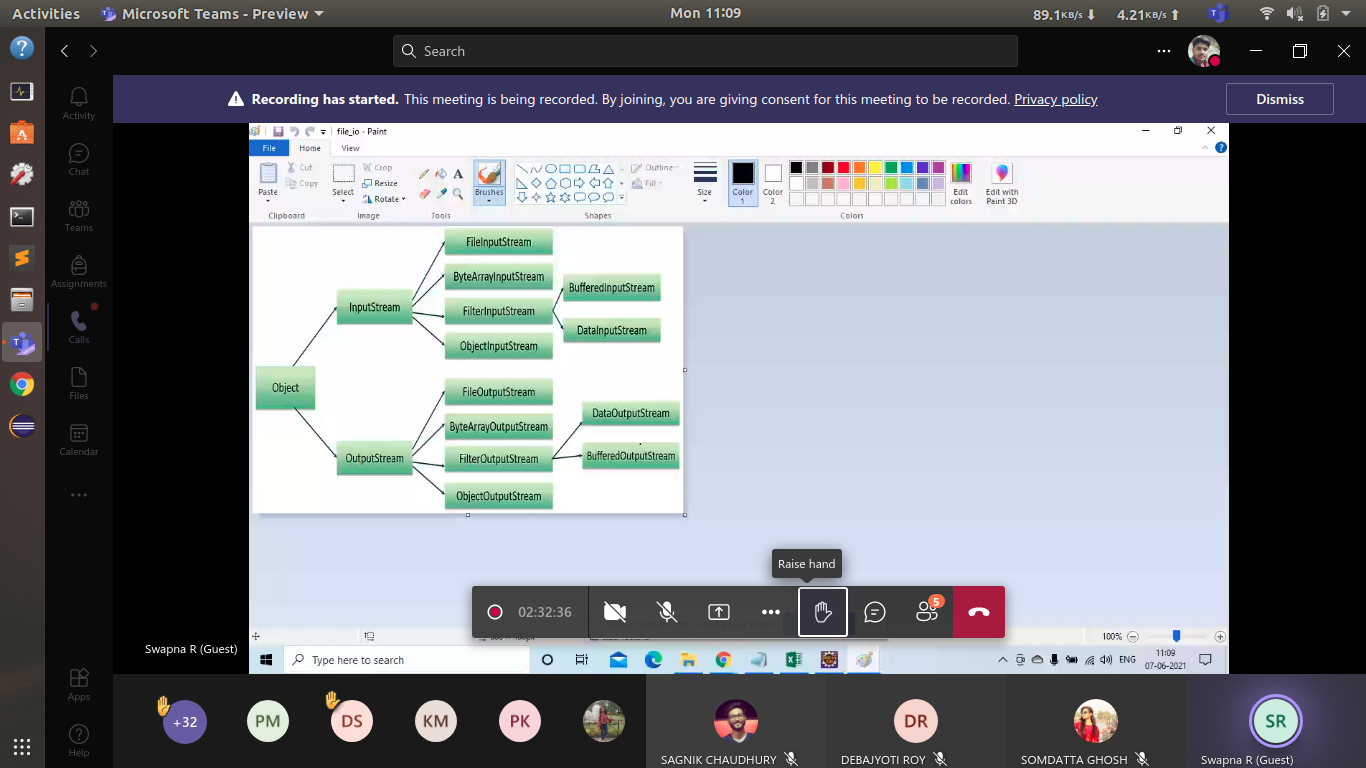 Activities Microsoft Teams - Preview Mon 11:09 89.1KB/s 4.21KB/s
Search
Activity
Chat
Teams
Assignments
Calls
Files
Calendar
Apps
Help
Recording has started. This meeting is being recorded. By joining, you are giving consent for this meeting to be recorded. Privacy policy Dismiss
file_io - Paint
File Home View
Paste Cut Copy Select Crop Resize Rotate A Brushes Outline Fill Size Color 1 Color 2 Edit colors Edit with Paint 3D
Clipboard Image Tools Shapes Colors
FileInputStream
ByteArrayInputStream
BufferedInputStream
InputStream
FilterInputStream
DataInputStream
ObjectInputStream
Object
FileOutputStream
DataOutputStream
ByteArrayOutputStream
OutputStream
FilterOutputStream
BufferedOutputStream
ObjectOutputStream
Raise hand
02:32:36 5
100%
Swapna R (Guest)
Type here to search ENG 11:09
07-06-2021
+32 PM DS KM PK DR SR
SAGNIK CHAUDHURY DEBAJYOTI ROY SOMDATTA GHOSH Swapna R (Guest)